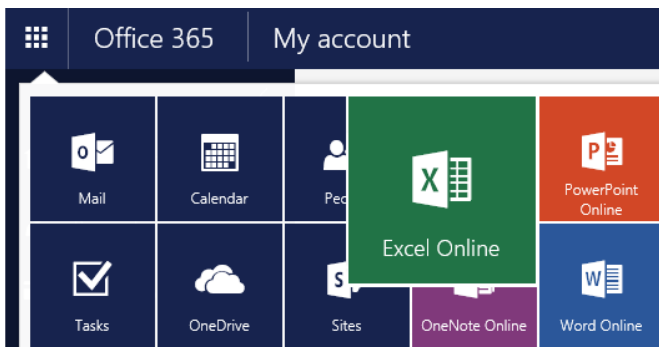 Office 365
My account
Mail
Calendar
Excel Online
PowerPoint
Online
Tasks
OneDrive
Sites
OneNote Online
Word Online